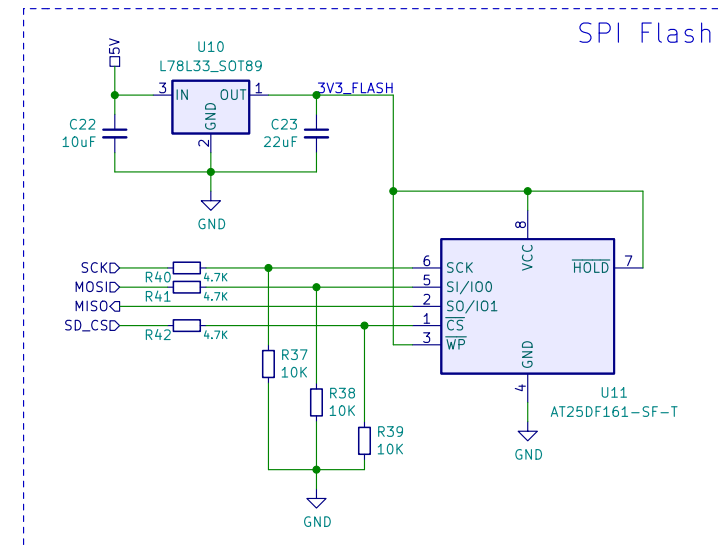 SPI Flash
5V
U10
L78L33_SOT89
3
IN
OUT
1
GND
2
3V3_FLASH
C22
10uF
C23
22uF
GND
8
VCC
SCK
R40
4.7K
6
SCK
HOLD
7
MOSI
R41
4.7K
5
SI/IO0
MISO
2
SO/IO1
SD_CS
R42
4.7K
1
CS
3
WP
GND
4
R37
10K
R38
10K
R39
10K
U11
AT25DF161-SF-T
GND
GND